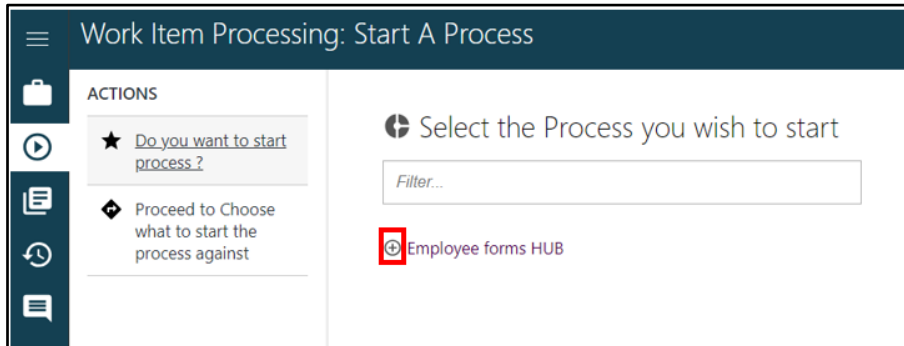 Work Item Processing: Start A Process
ACTIONS
Do you want to start
process ?
Proceed to Choose
what to start the
process against
Select the Process you wish to start
Filter...
Employee forms HUB